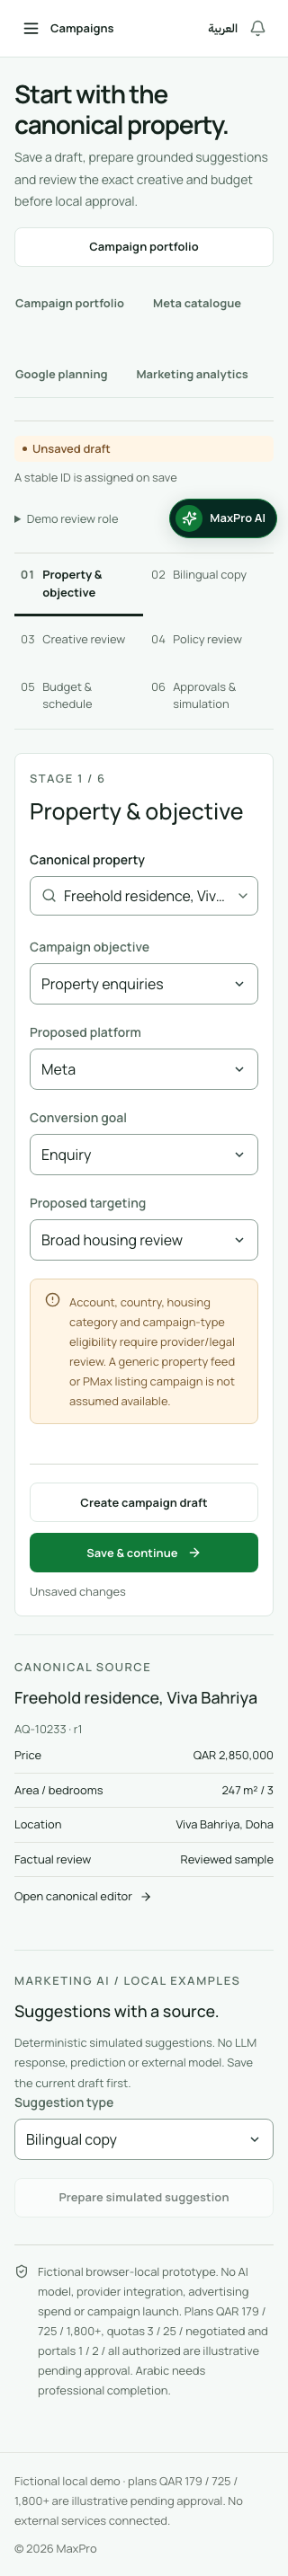 Campaigns
العربية
Start with the
canonical property.
Save a draft, prepare grounded suggestions
and review the exact creative and budget
before local approval.
Campaign portfolio
Campaign portfolio
Meta catalogue
Google planning
Marketing analytics
Unsaved draft
A stable ID is assigned on save
Demo review role
MaxPro AI
01 Property &
objective
02 Bilingual copy
03 Creative review
04 Policy review
05 Budget &
schedule
06 Approvals &
simulation
STAGE 1 / 6
Property & objective
Canonical property
Freehold residence, Viv...
Campaign objective
Property enquiries
Proposed platform
Meta
Conversion goal
Enquiry
Proposed targeting
Broad housing review
Account, country, housing
category and campaign-type
eligibility require provider/legal
review. A generic property feed
or PMax listing campaign is not
assumed available.
Create campaign draft
Save & continue →
Unsaved changes
CANONICAL SOURCE
Freehold residence, Viva Bahriya
AQ-10233 · r1
Price QAR 2,850,000
Area / bedrooms 247 m² / 3
Location Viva Bahriya, Doha
Factual review Reviewed sample
Open canonical editor →
MARKETING AI / LOCAL EXAMPLES
Suggestions with a source.
Deterministic simulated suggestions. No LLM
response, prediction or external model. Save
the current draft first.
Suggestion type
Bilingual copy
Prepare simulated suggestion
Fictional browser-local prototype. No AI
model, provider integration, advertising
spend or campaign launch. Plans QAR 179 /
725 / 1,800+, quotas 3 / 25 / negotiated and
portals 1 / 2 / all authorized are illustrative
pending approval. Arabic needs
professional completion.
Fictional local demo · plans QAR 179 / 725 /
1,800+ are illustrative pending approval. No
external services connected.
© 2026 MaxPro